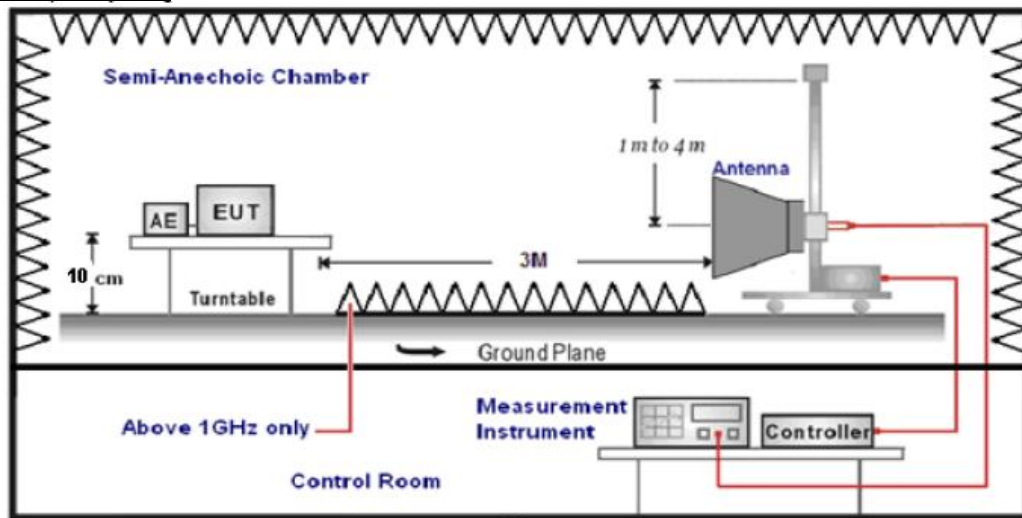 Semi-Anechoic Chamber
1 m to 4 m
Antenna
AE
EUT
10 cm
3M
Turntable
Ground Plane
Above 1GHz only
Measurement
Instrument
Controller
Control Room